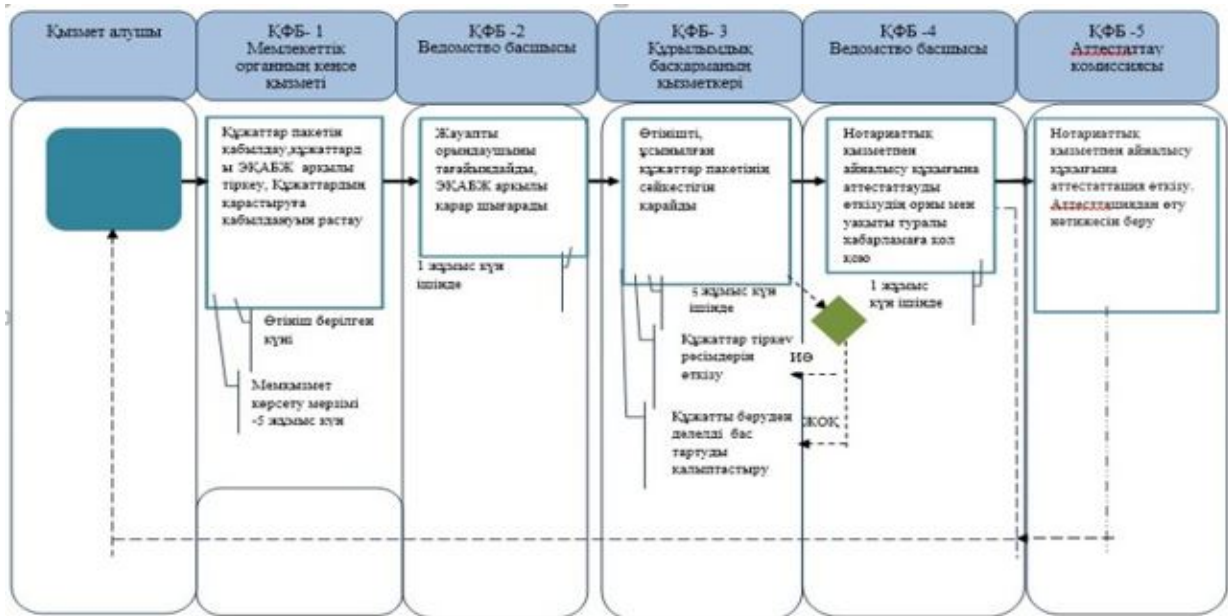 Қызмет алушы
ҚФБ- 1
Мемлекеттік
органның кеңсе
қызметі
ҚФБ -2
Ведомство басшысы
ҚФБ- 3
Құрылымдық
басқарманың
қызметкері
ҚФБ -4
Ведомство басшысы
ҚФБ -5
Аттестаттау
комиссиясы
Құжаттар пакетін
қабылдау,құжаттард
ы ЭҚАБЖ арқылы
тіркеу, Құжаттардың
қарастыруға
қабылдануын растау
Жауапты
орындаушыны
тағайындайды,
ЭҚАБЖ арқылы
қарар шығарады
Өтінішті,
ұсынылған
құжаттар пакетінің
сәйкестігін
қарайды
Нотариаттық
қызметпен
айналысу құқығына
аттестаттауды
өткізудің орны мен
уақыты туралы
хабарламаға қол
қою
Нотариаттық
қызметпен айналысу
құқығына
аттестаттация өткізу.
Аттесттациядан өту
нәтижесін беру
1 жұмыс күн
ішінде
5 жұмыс күн
ішінде
1 жұмыс
күн ішінде
Өтініш берілген
күні
Құжаттар тіркеу
рәсімдерін
өткізу
ИӘ
Мемқызмет
көрсету мерзімі
-5 жұмыс күн
Құжатты беруден
дәлелді бас
тартуды
қалыптастыру
ЖОҚ